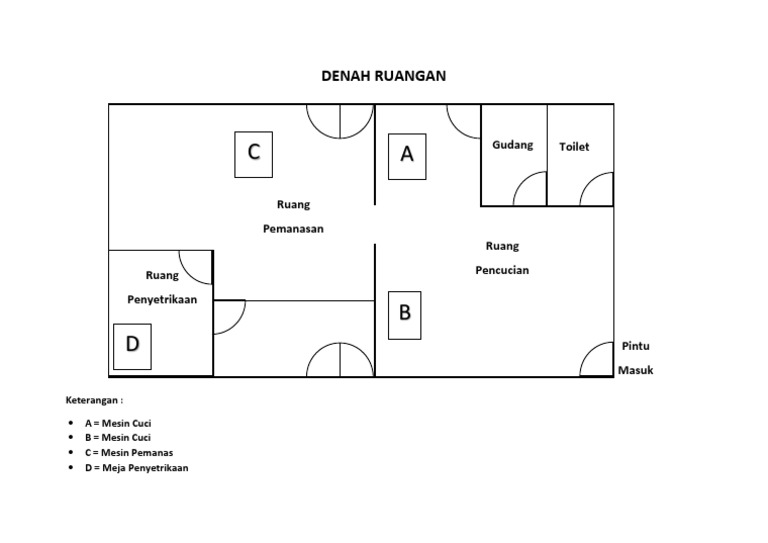 DENAH RUANGAN
C
A
Gudang
Toilet
Ruang
Pemanasan
Ruang
Pencucian
Ruang
Penyetrikaan
B
D
Pintu
Masuk
Keterangan :
• A = Mesin Cuci
• B = Mesin Cuci
• C = Mesin Pemanas
• D = Meja Penyetrikaan